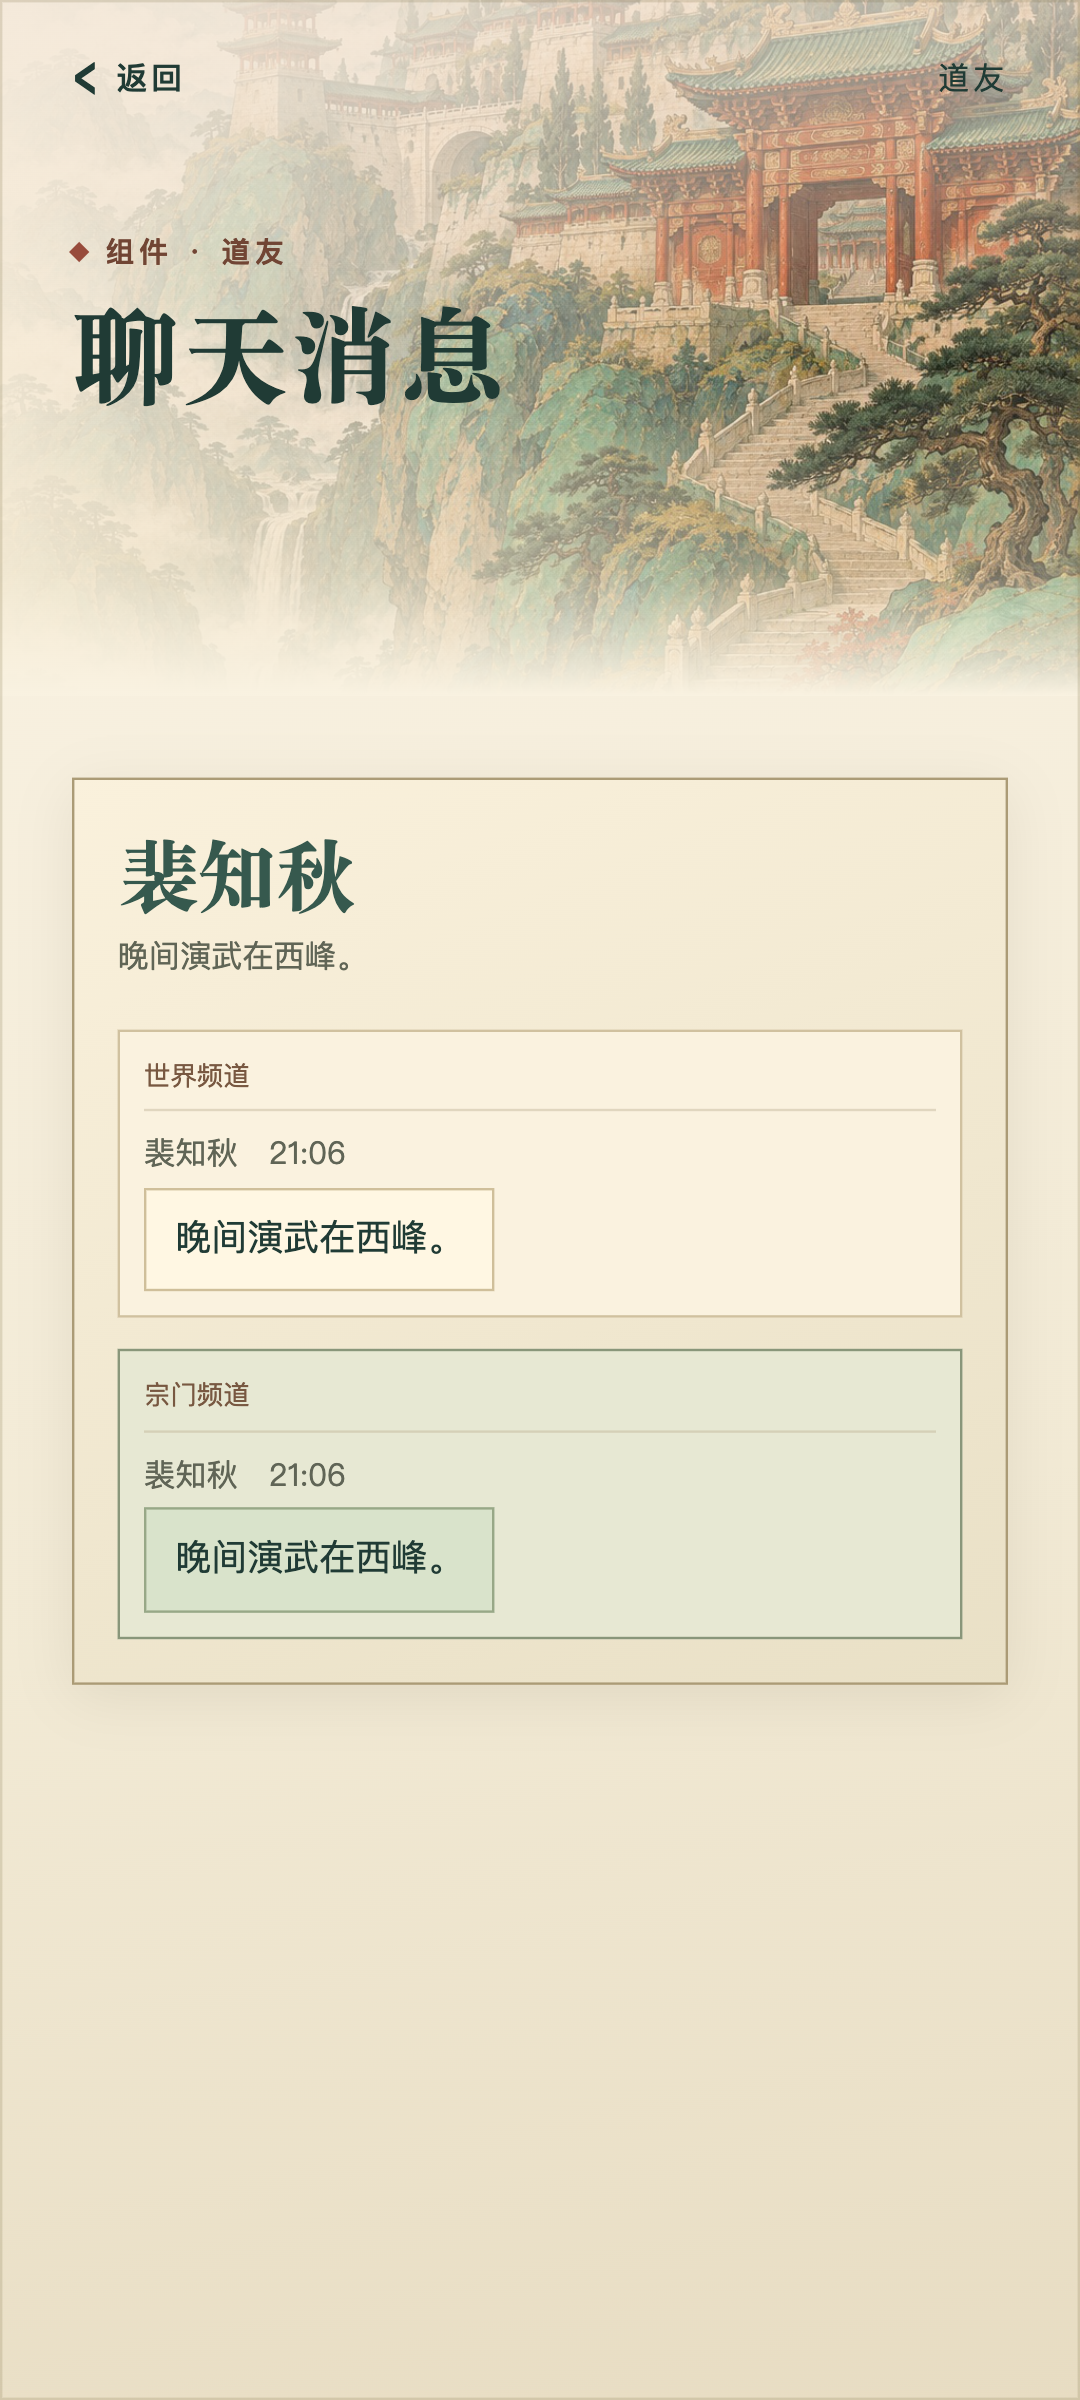 返回
道友
组件 · 道友
聊天消息
裴知秋
晚间演武在西峰。
世界频道
裴知秋 21:06
晚间演武在西峰。
宗门频道
裴知秋 21:06
晚间演武在西峰。